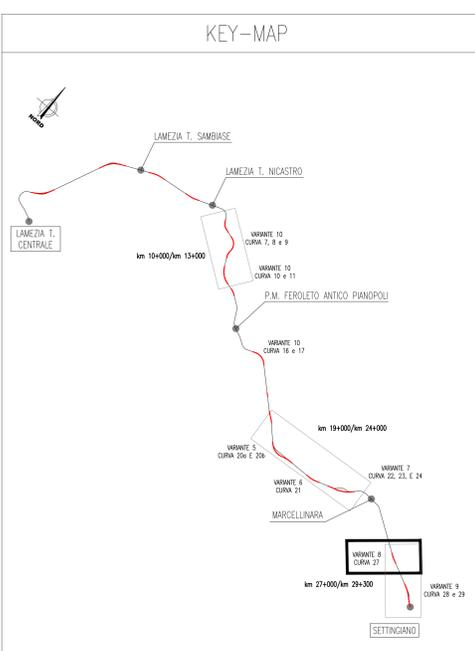 KEY-MAP
NORD
LAMEZIA T. SAMBIASE
LAMEZIA T. NICASTRO
LAMEZIA T.
CENTRALE
VARIANTE 10
CURVA 7, 8 e 9
km 10+000/km 13+000
VARIANTE 10
CURVA 10 e 11
P.M. FEROLETO ANTICO PIANOPOLI
VARIANTE 10
CURVA 16 e 17
km 19+000/km 24+000
VARIANTE 5
CURVA 20a E 20b
VARIANTE 7
CURVA 22, 23, E 24
VARIANTE 6
CURVA 21
MARCELLINARA
VARIANTE 8
CURVA 27
km 27+000/km 29+300
VARIANTE 9
CURVA 28 e 29
SETTINGIANO